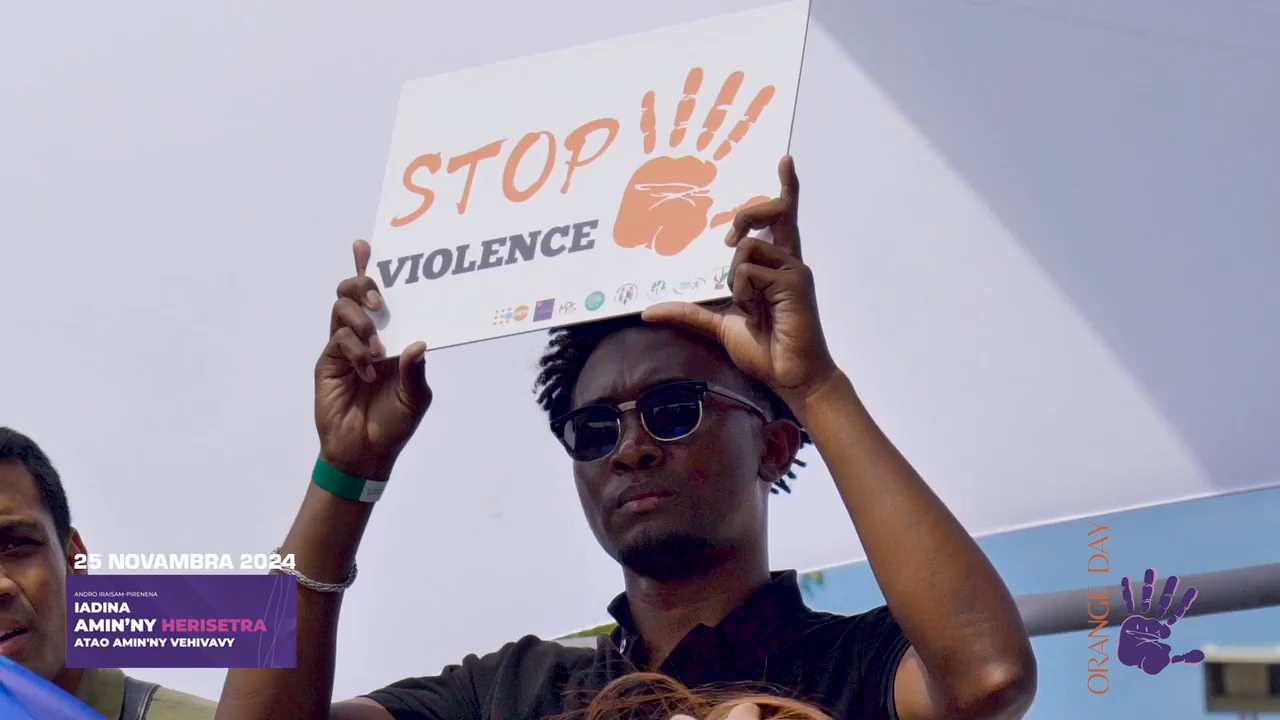 STOP
VIOLENCE
25 NOVAMBRA 2024
ANDRO IRAISAM-PIRENENA
IADINA
AMIN'NY HERISETRA
ATAO AMIN'NY VEHIVAVY
ORANGE DAY